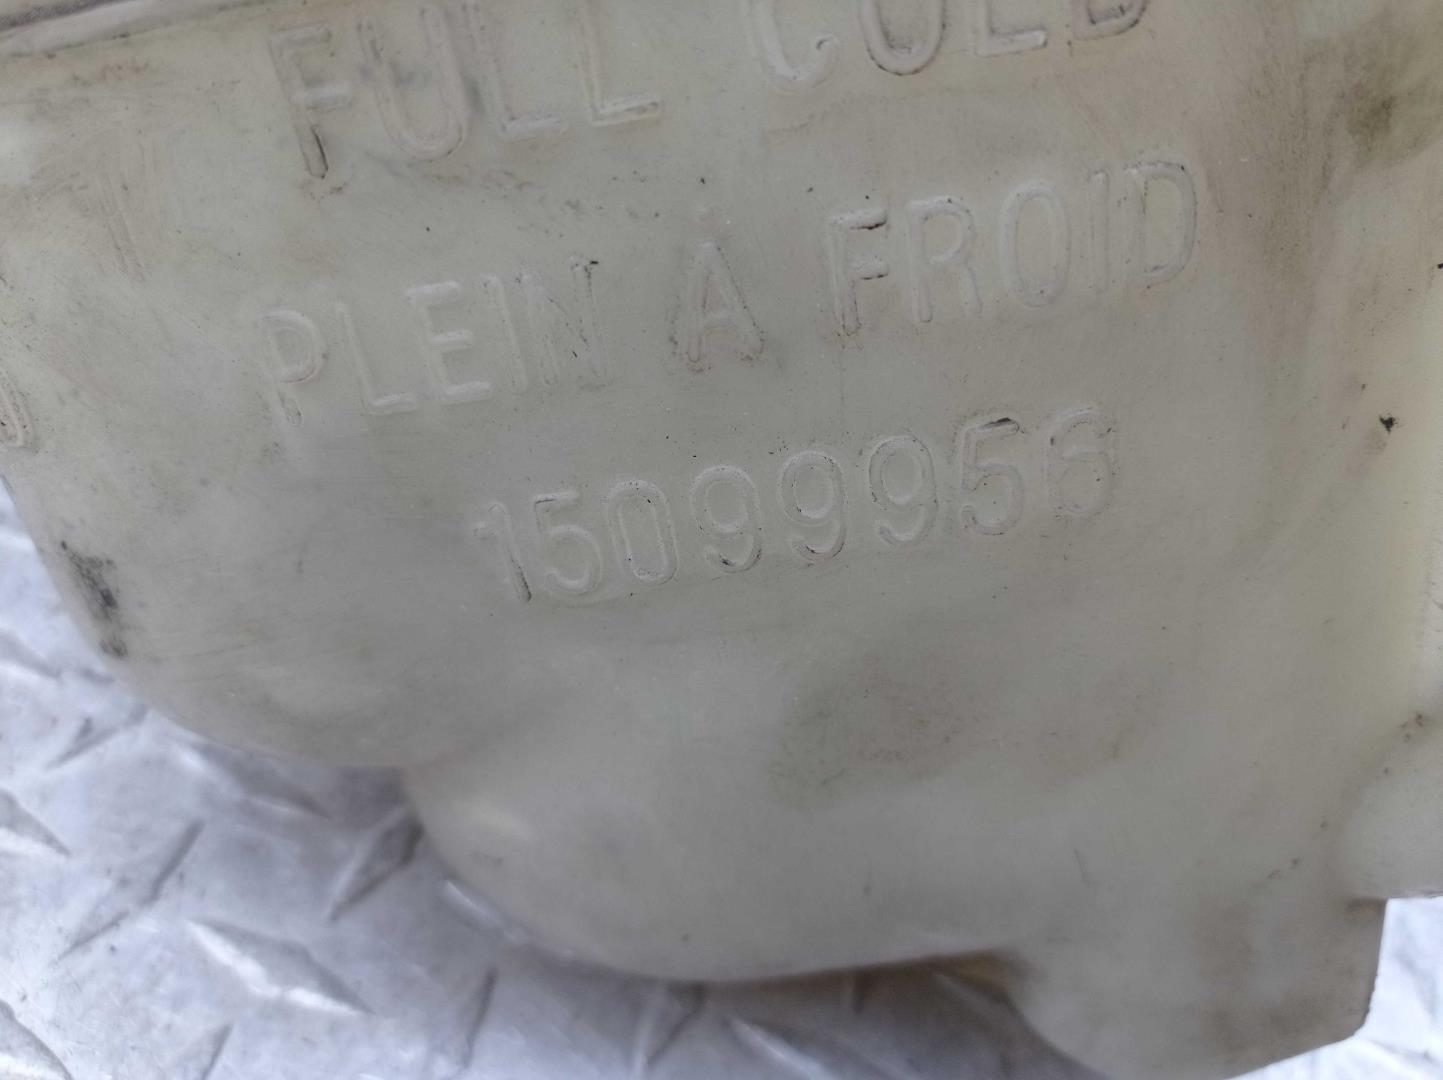 FULL COLD
PLEIN A FROID
15099956